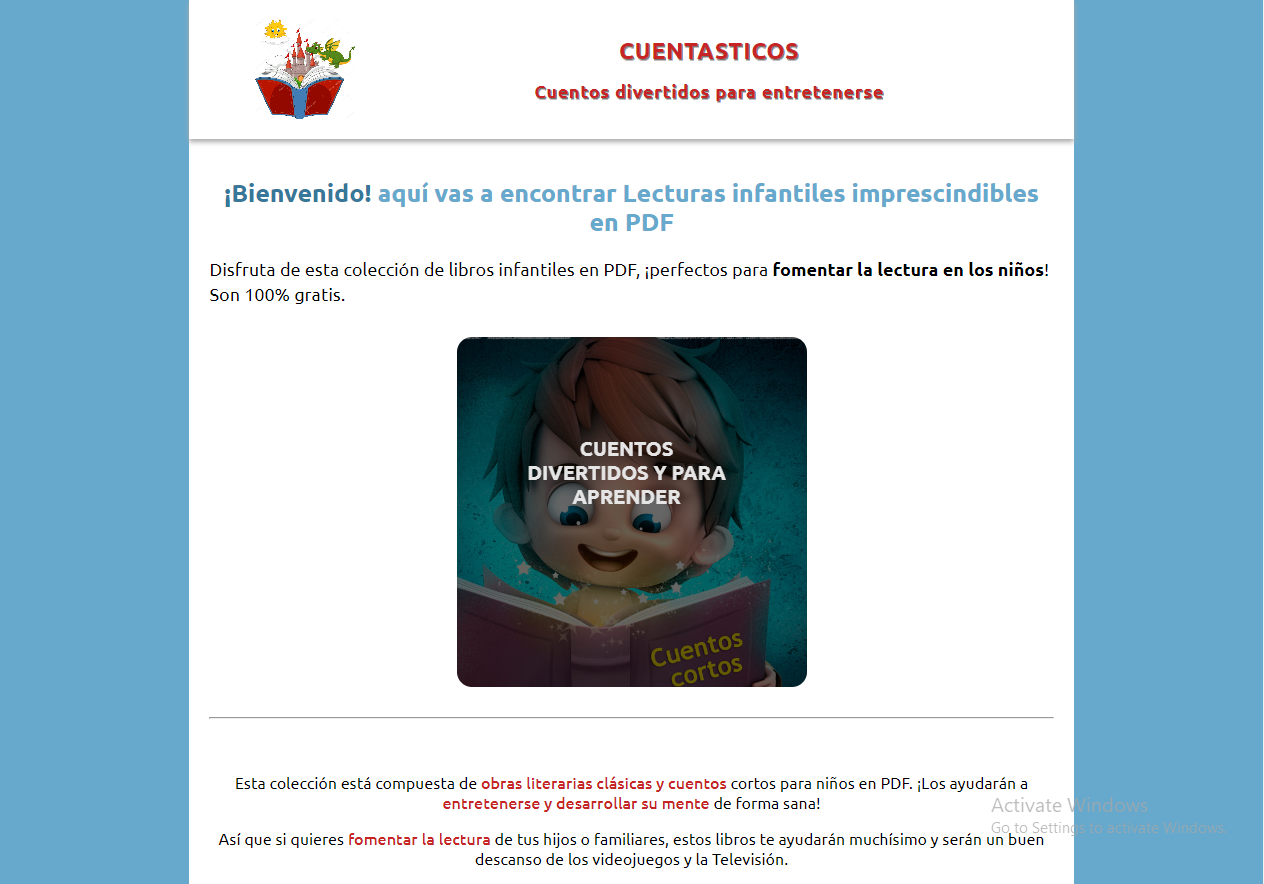 CUENTASTICOS
Cuentos divertidos para entretenerse
¡Bienvenido! aquí vas a encontrar Lecturas infantiles imprescindibles
en PDF
Disfruta de esta colección de libros infantiles en PDF, ¡perfectos para fomentar la lectura en los niños!
Son 100% gratis.
CUENTOS
DIVERTIDOS Y PARA
APRENDER
Cuentos
cortos
Esta colección está compuesta de obras literarias clásicas y cuentos cortos para niños en PDF. ¡Los ayudarán a
entretenerse y desarrollar su mente de forma sana!
Así que si quieres fomentar la lectura de tus hijos o familiares, estos libros te ayudarán muchísimo y serán un buen
descanso de los videojuegos y la Televisión.
Activate Windows
Go to Settings to activate Windows.